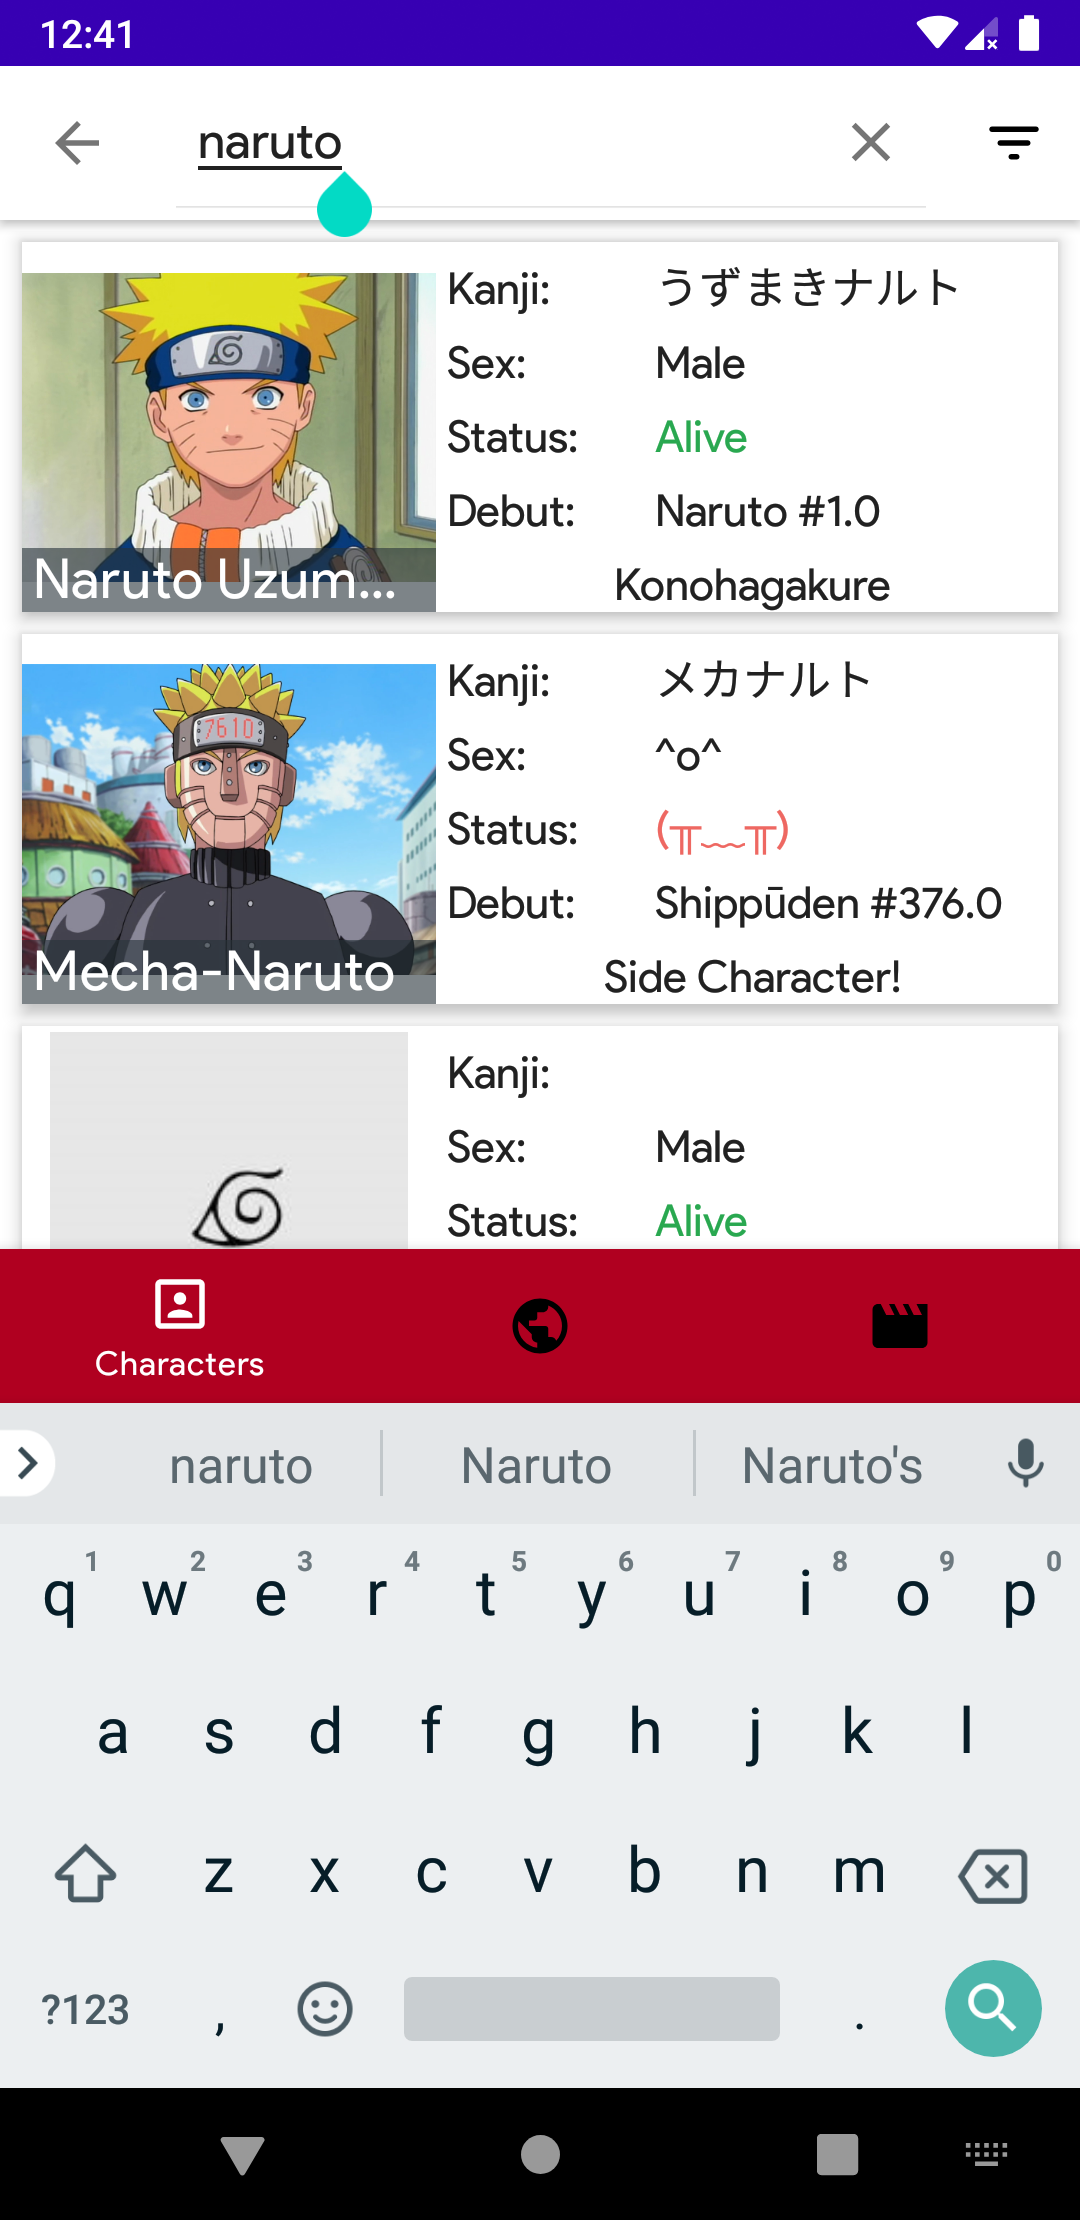 12:41
naruto
Kanji: うずまきナルト
Sex: Male
Status: Alive
Debut: Naruto #1.0
Konohagakure
Naruto Uzum...
7610
Kanji: メカナルト
Sex: ^o^
Status: (╥﹏╥)
Debut: Shippūden #376.0
Side Character!
Mecha-Naruto
Kanji:
Sex: Male
Status: Alive
Characters
naruto Naruto Naruto's
1 2 3 4 5 6 7 8 9 0
q w e r t y u i o p
a s d f g h j k l
z x c v b n m
?123 , .